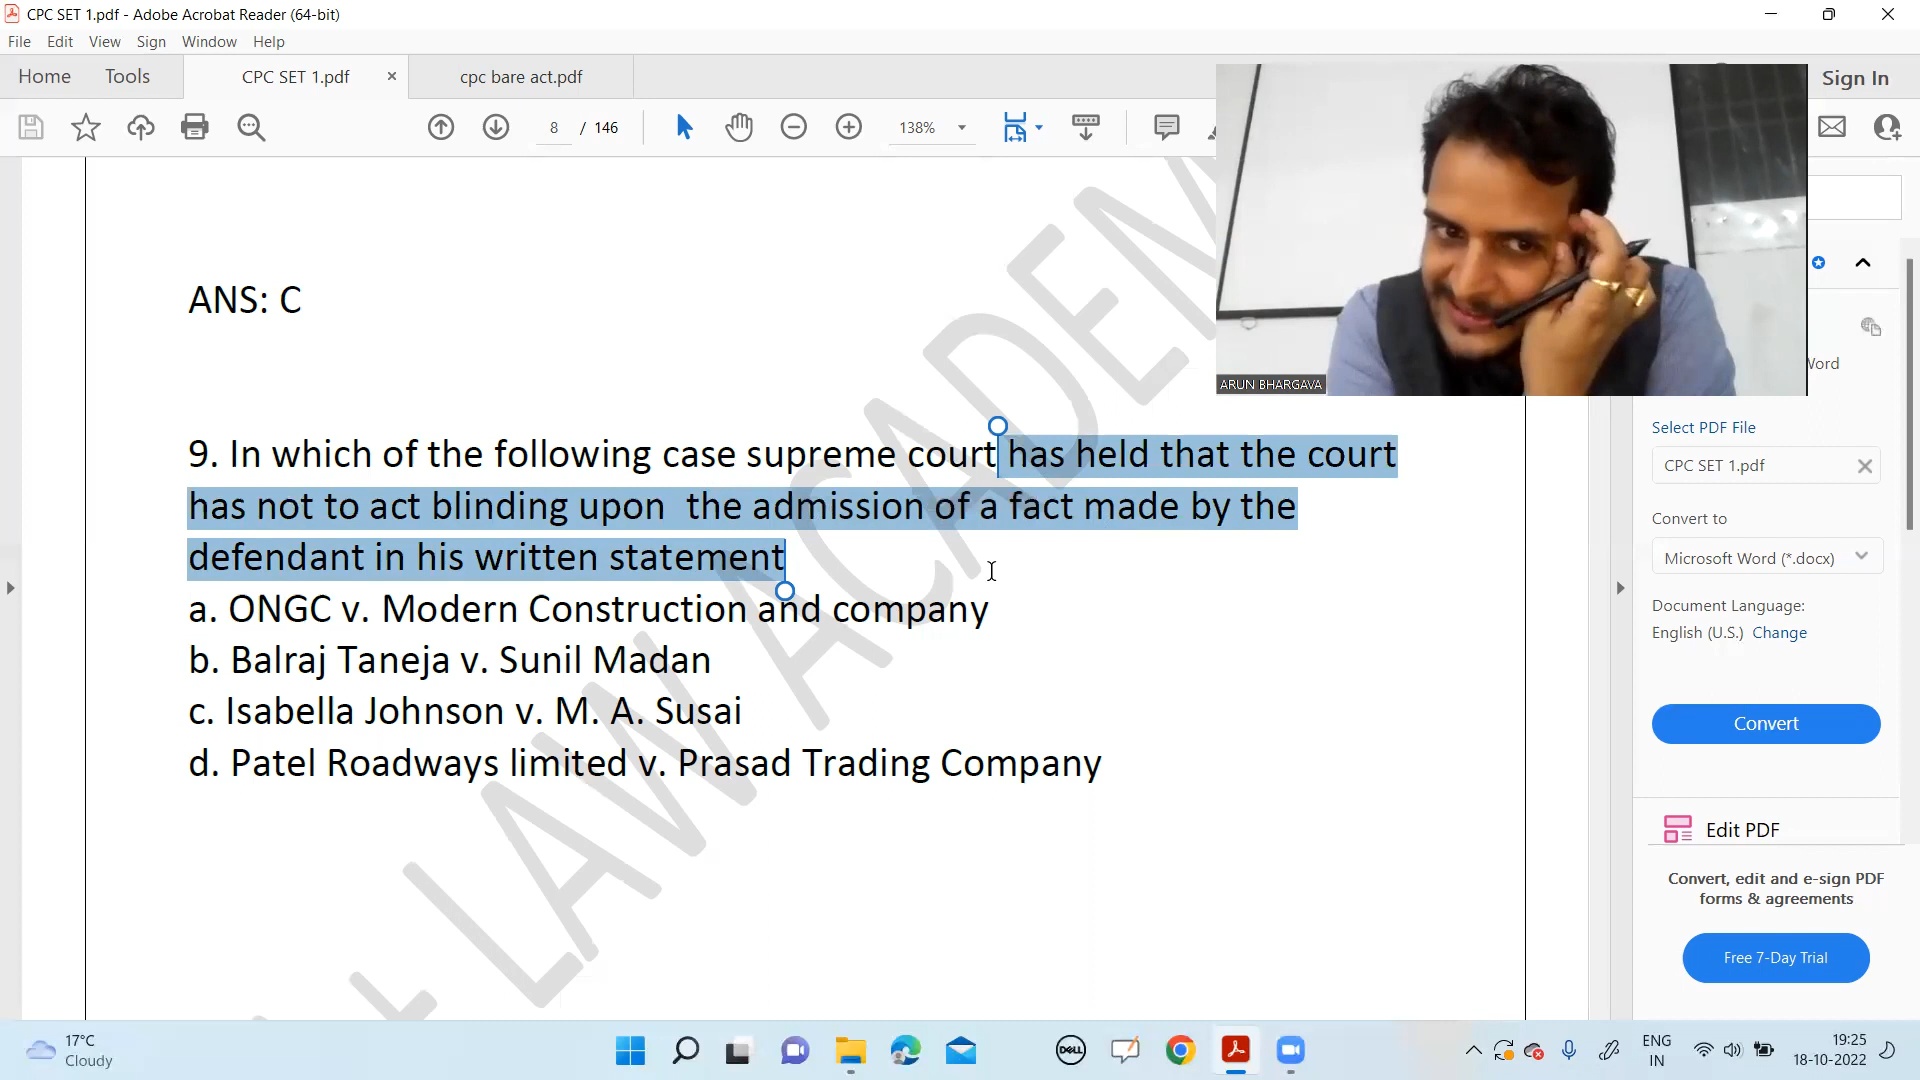 CPC SET 1.pdf - Adobe Acrobat Reader (64-bit)
File Edit View Sign Window Help
Home Tools CPC SET 1.pdf × cpc bare act.pdf Sign In
8 / 146 138%
ANS: C
9. In which of the following case supreme court has held that the court
has not to act blinding upon  the admission of a fact made by the
defendant in his written statement
a. ONGC v. Modern Construction and company
b. Balraj Taneja v. Sunil Madan
c. Isabella Johnson v. M. A. Susai
d. Patel Roadways limited v. Prasad Trading Company
LAW ACADEM
ARUN BHARGAVA
Word
Select PDF File
CPC SET 1.pdf
Convert to
Microsoft Word (*.docx)
Document Language:
English (U.S.) Change
Convert
Edit PDF
Convert, edit and e-sign PDF
forms & agreements
Free 7-Day Trial
17°C
Cloudy
DELL
ENG
IN
19:25
18-10-2022